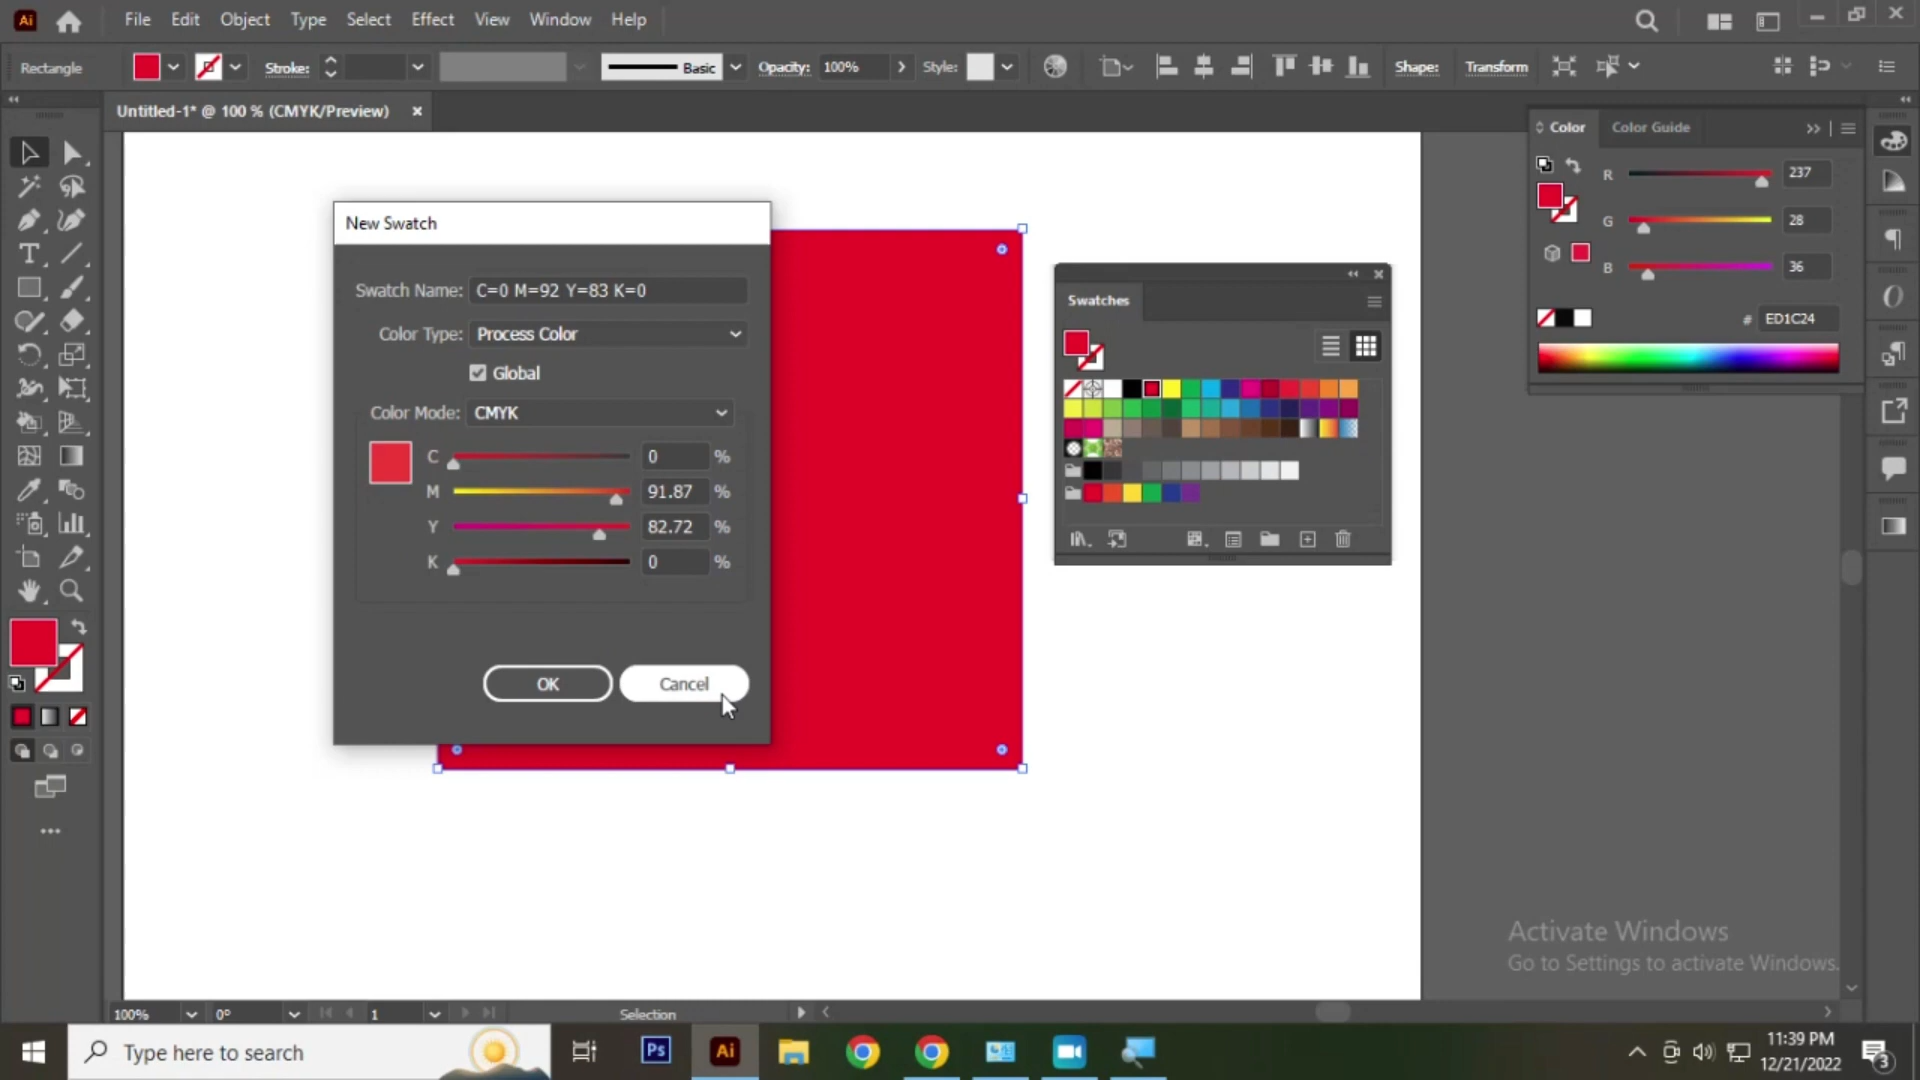 Ai File Edit Object Type Select Effect View Window Help
Rectangle Stroke: Basic Opacity: 100% Style: Shape: Transform
Untitled-1* @ 100 % (CMYK/Preview)
New Swatch
Swatch Name: C=0 M=92 Y=83 K=0
Color Type: Process Color
Global
Color Mode: CMYK
C 0 %
M 91.87 %
Y 82.72 %
K 0 %
OK Cancel
Swatches
Color Color Guide
R 237
G 28
B 36
# ED1C24
Activate Windows
Go to Settings to activate Windows.
100% 0° 1 Selection
Type here to search
Ps Ai
11:39 PM
12/21/2022
3